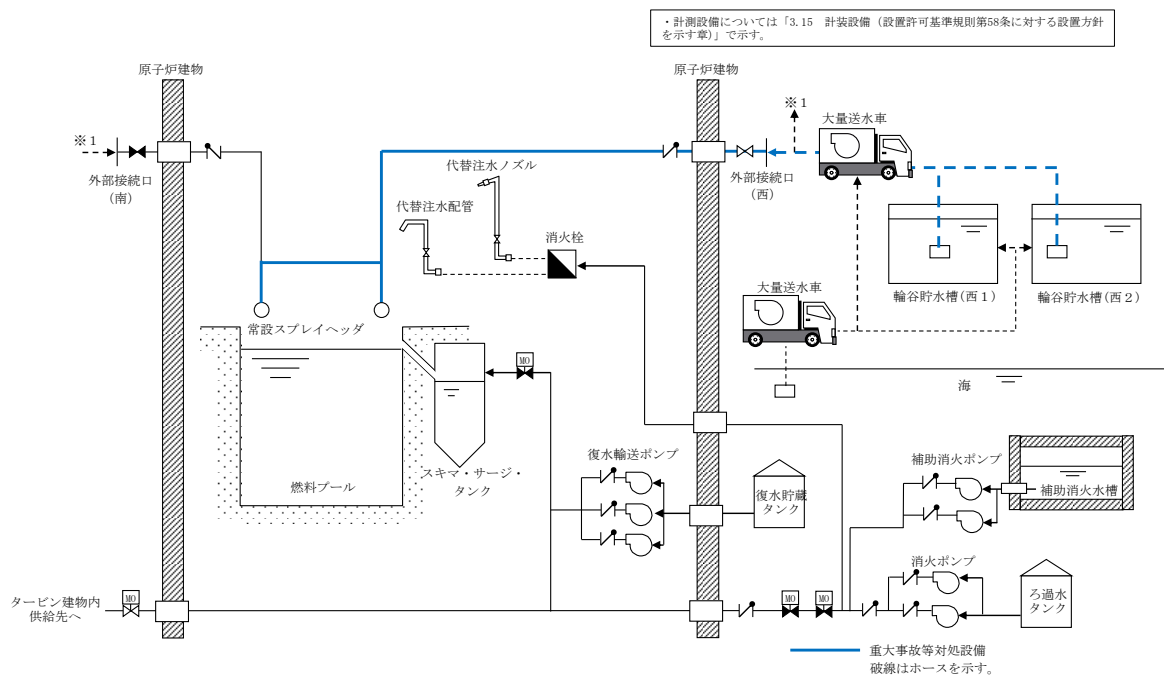 ・計測設備については「3.15　計装設備（設置許可基準規則第58条に対する設置方針
を示す章）」で示す。
原子炉建物
原子炉建物
※１
大量送水車
※１
外部接続口
(南)
代替注水ノズル
外部接続口
(西)
代替注水配管
消火栓
輪谷貯水槽(西１)
輪谷貯水槽(西２)
大量送水車
常設スプレイヘッダ
海
MO
スキマ・サージ・
タンク
燃料プール
復水輸送ポンプ
復水貯蔵
タンク
補助消火ポンプ
補助消火水槽
消火ポンプ
ろ過水
タンク
タービン建物内
供給先へ
MO
MO
MO
重大事故等対処設備
破線はホースを示す。